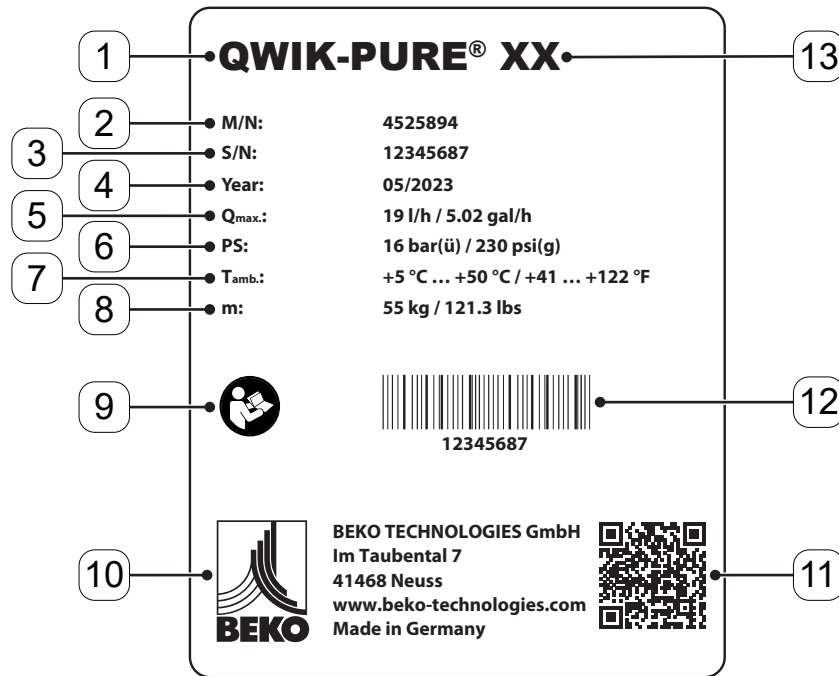 1 QWIK-PURE® XX 13
2 M/N: 4525894
3 S/N: 12345687
4 Year: 05/2023
5 Qmax.: 19 l/h / 5.02 gal/h
6 PS: 16 bar(ü) / 230 psi(g)
7 Tamb.: +5 °C … +50 °C / +41 … +122 °F
8 m: 55 kg / 121.3 lbs
9 12
12345687
10 11
BEKO
BEKO TECHNOLOGIES GmbH
Im Taubental 7
41468 Neuss
www.beko-technologies.com
Made in Germany